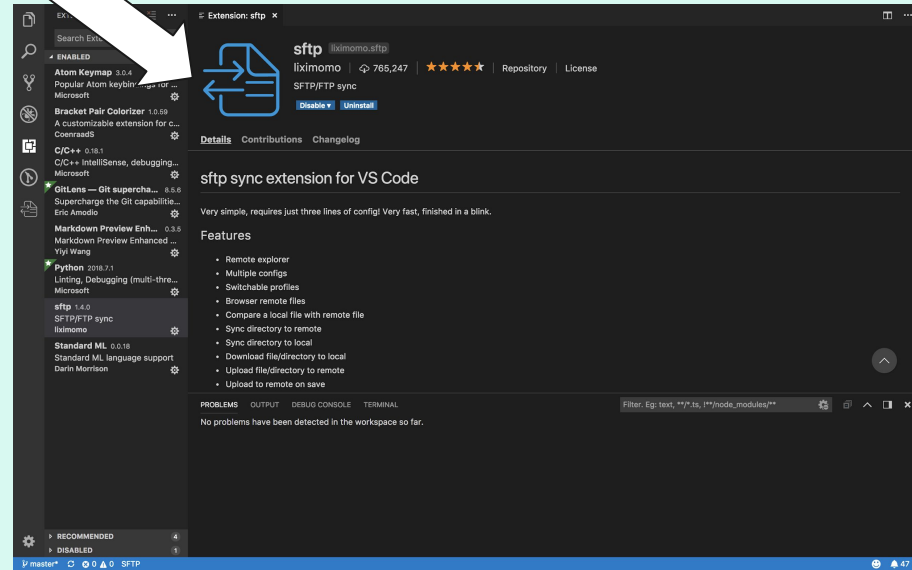 Extension: sftp
Search
ENABLED
Atom Keymap 3.0.4
Popular Atom for ...
Microsoft
Bracket Pair Colorizer 1.0.59
A customizable extension for c...
CoenraadS
C/C++ 0.18.1
C/C++ IntelliSense, debugging...
Microsoft
GitLens — Git supercha... 8.5.6
Supercharge the Git capabilitie...
Eric Amodio
Markdown Preview Enh... 0.3.5
Markdown Preview Enhanced ...
Yiyi Wang
Python 2018.7.1
Linting, Debugging (multi-thre...
Microsoft
sftp 1.4.0
SFTP/FTP sync
liximomo
Standard ML 0.0.18
Standard ML language support
Darin Morrison
RECOMMENDED 4
DISABLED 1
sftp liximomo.sftp
liximomo 765,247 Repository License
SFTP/FTP sync
Disable Uninstall
Details Contributions Changelog
sftp sync extension for VS Code
Very simple, requires just three lines of config! Very fast, finished in a blink.
Features
• Remote explorer
• Multiple configs
• Switchable profiles
• Browser remote files
• Compare a local file with remote file
• Sync directory to remote
• Sync directory to local
• Download file/directory to local
• Upload file/directory to remote
• Upload to remote on save
PROBLEMS OUTPUT DEBUG CONSOLE TERMINAL Filter. Eg: text, **/*.ts, !**/node_modules/**
No problems have been detected in the workspace so far.
master* 0 0 SFTP 47